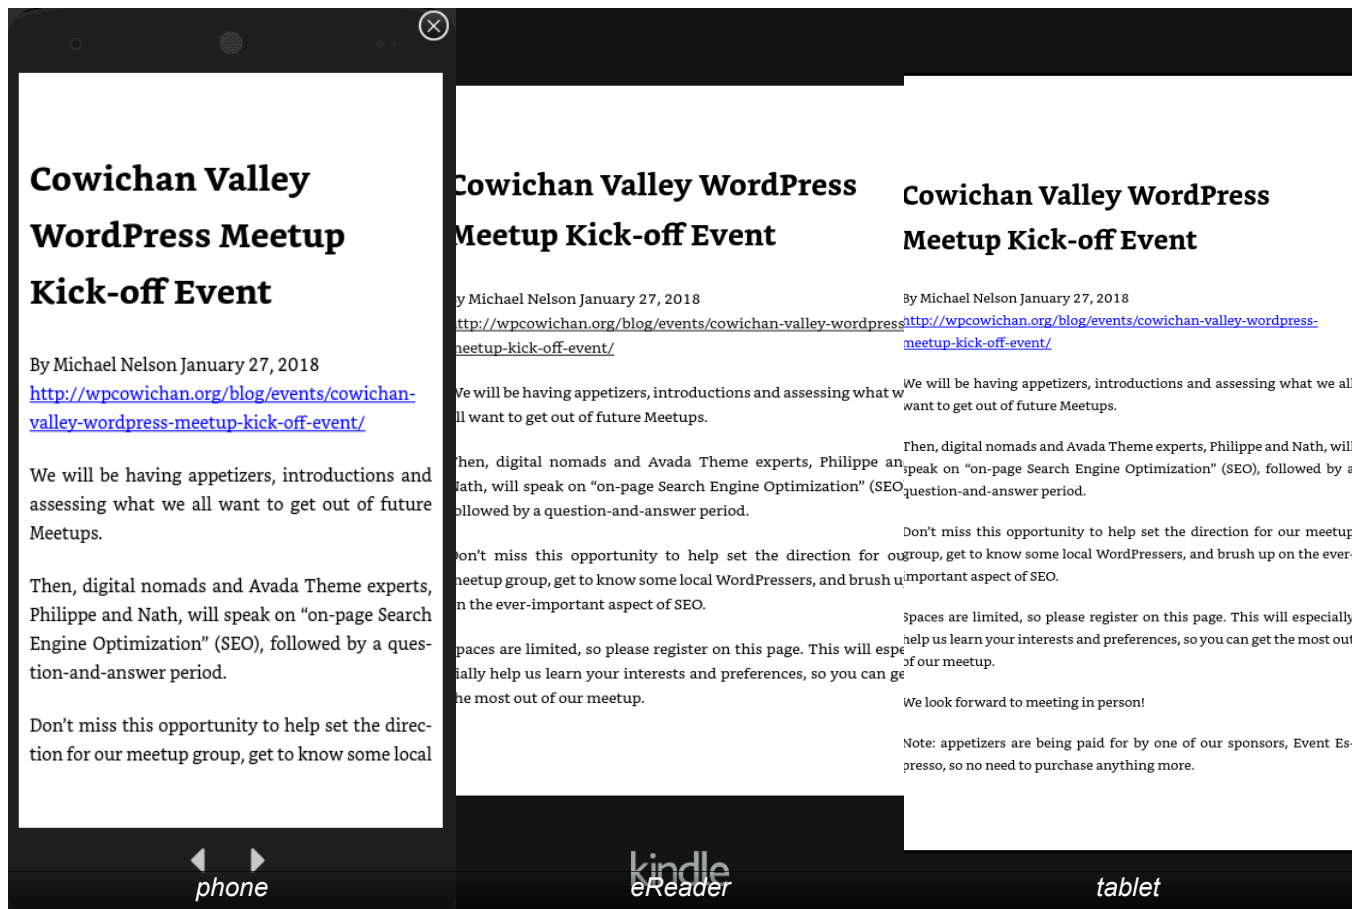 Cowichan Valley
WordPress Meetup
Kick-off Event
By Michael Nelson January 27, 2018
http://wpcowichan.org/blog/events/cowichan-
valley-wordpress-meetup-kick-off-event/
We will be having appetizers, introductions and
assessing what we all want to get out of future
Meetups.
Then, digital nomads and Avada Theme experts,
Philippe and Nath, will speak on “on-page Search
Engine Optimization” (SEO), followed by a ques-
tion-and-answer period.
Don’t miss this opportunity to help set the direc-
tion for our meetup group, get to know some local
phone
Cowichan Valley WordPress
Meetup Kick-off Event
By Michael Nelson January 27, 2018
http://wpcowichan.org/blog/events/cowichan-valley-wordpress
meetup-kick-off-event/
We will be having appetizers, introductions and assessing what w
all want to get out of future Meetups.
Then, digital nomads and Avada Theme experts, Philippe an
Nath, will speak on “on-page Search Engine Optimization” (SEO
followed by a question-and-answer period.
Don’t miss this opportunity to help set the direction for ou
meetup group, get to know some local WordPressers, and brush u
on the ever-important aspect of SEO.
Spaces are limited, so please register on this page. This will espe
cially help us learn your interests and preferences, so you can ge
the most out of our meetup.
kindle
eReader
Cowichan Valley WordPress
Meetup Kick-off Event
By Michael Nelson January 27, 2018
http://wpcowichan.org/blog/events/cowichan-valley-wordpress-
meetup-kick-off-event/
We will be having appetizers, introductions and assessing what we all
want to get out of future Meetups.
Then, digital nomads and Avada Theme experts, Philippe and Nath, will
speak on “on-page Search Engine Optimization” (SEO), followed by a
question-and-answer period.
Don’t miss this opportunity to help set the direction for our meetup
group, get to know some local WordPressers, and brush up on the ever-
important aspect of SEO.
Spaces are limited, so please register on this page. This will especially
help us learn your interests and preferences, so you can get the most out
of our meetup.
We look forward to meeting in person!
Note: appetizers are being paid for by one of our sponsors, Event Es-
presso, so no need to purchase anything more.
tablet